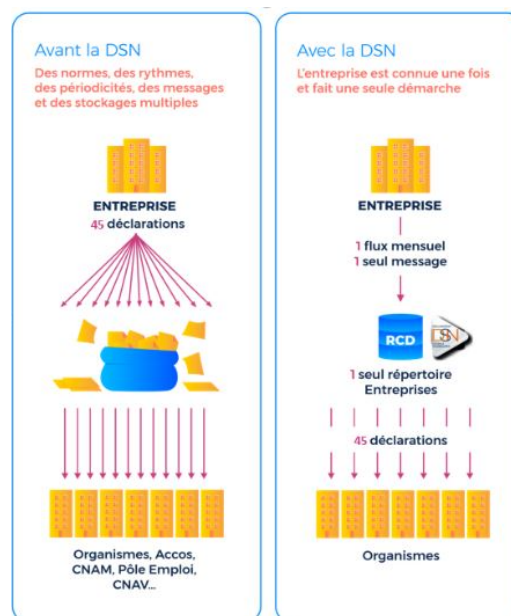 Avant la DSN
Des normes, des rythmes,
des périodicités, des messages
et des stockages multiples
ENTREPRISE
45 déclarations
Organismes, Accos,
CNAM, Pôle Emploi,
CNAV...
Avec la DSN
L'entreprise est connue une fois
et fait une seule démarche
ENTREPRISE
1 flux mensuel
1 seul message
RCD
DSN
1 seul répertoire
Entreprises
45 déclarations
Organismes